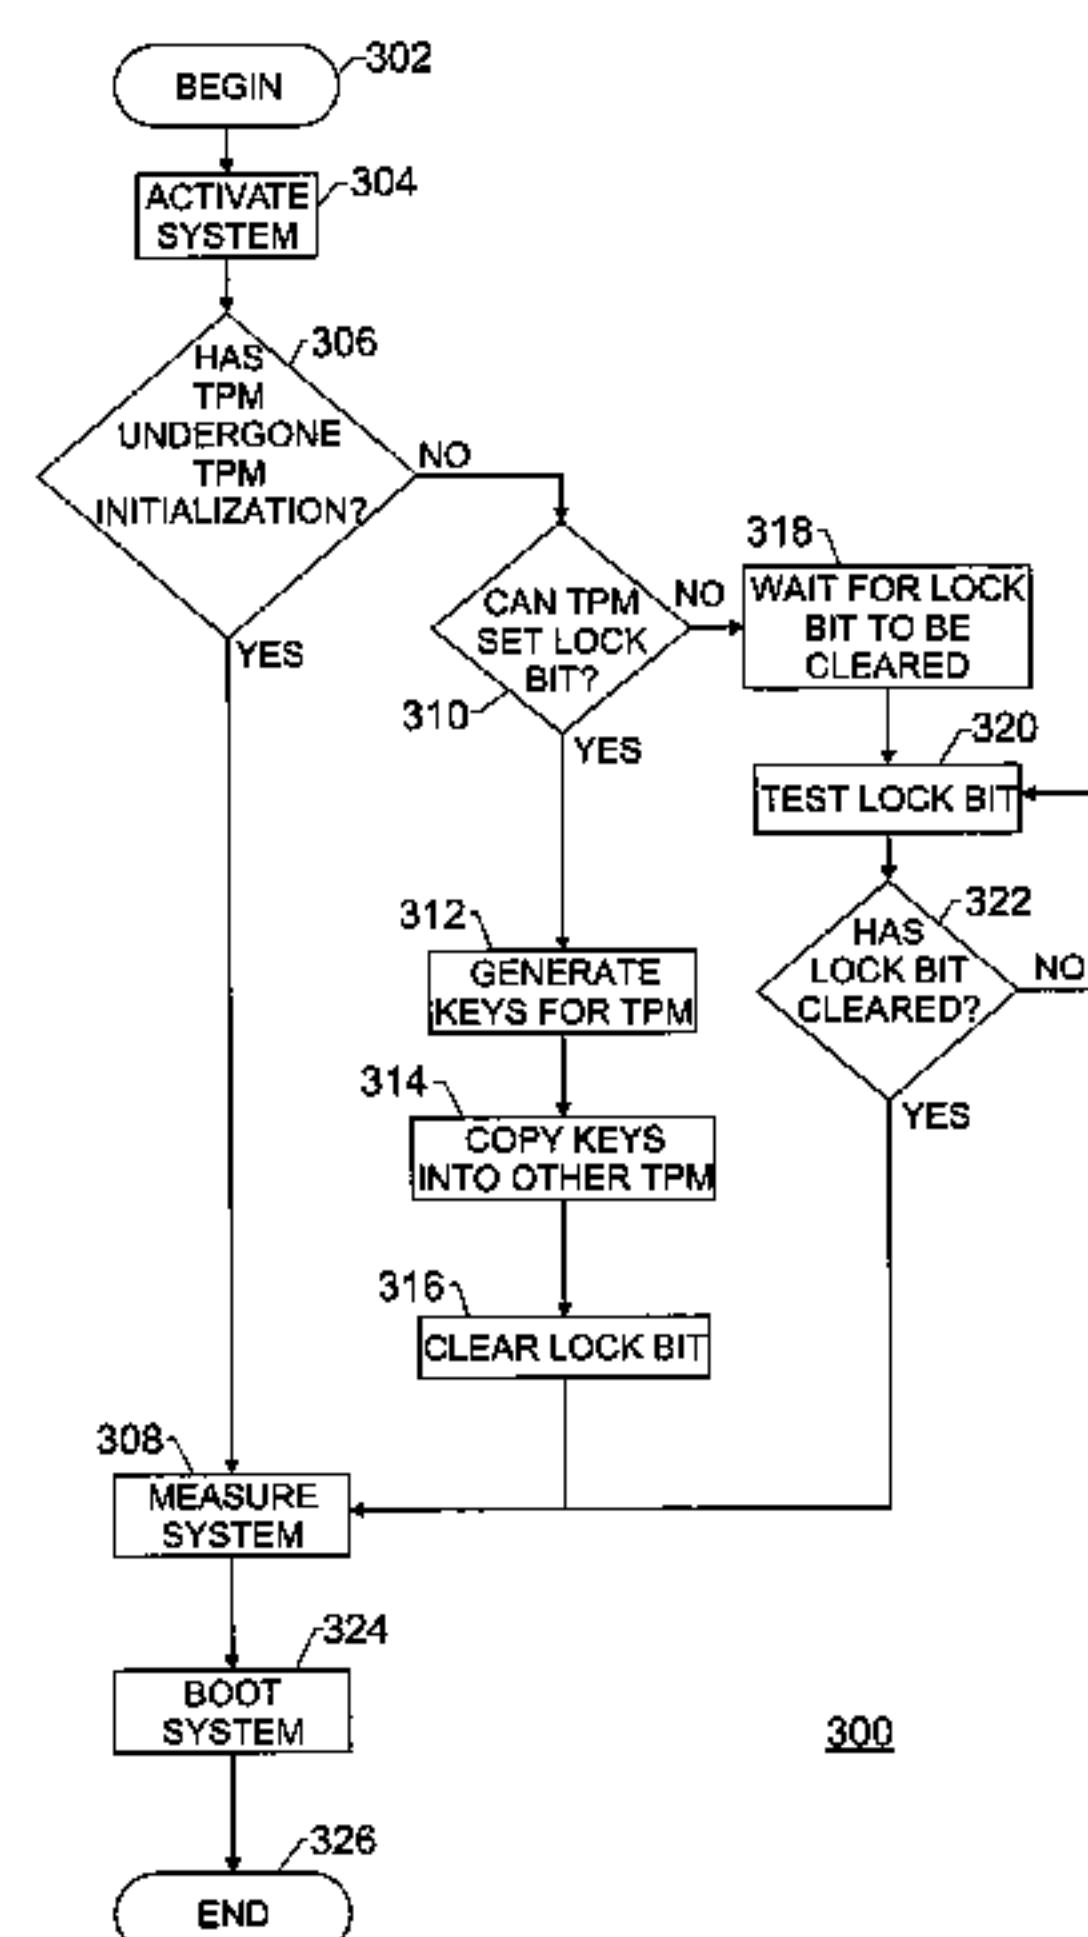 BEGIN
302
ACTIVATE
SYSTEM
304
306
HAS
TPM
UNDERGONE
TPM
INITIALIZATION?
NO
YES
CAN TPM
SET LOCK
BIT?
310
NO
YES
318
WAIT FOR LOCK
BIT TO BE
CLEARED
320
TEST LOCK BIT
322
HAS
LOCK BIT
CLEARED?
NO
YES
312
GENERATE
KEYS FOR TPM
314
COPY KEYS
INTO OTHER TPM
316
CLEAR LOCK BIT
308
MEASURE
SYSTEM
324
BOOT
SYSTEM
300
326
END